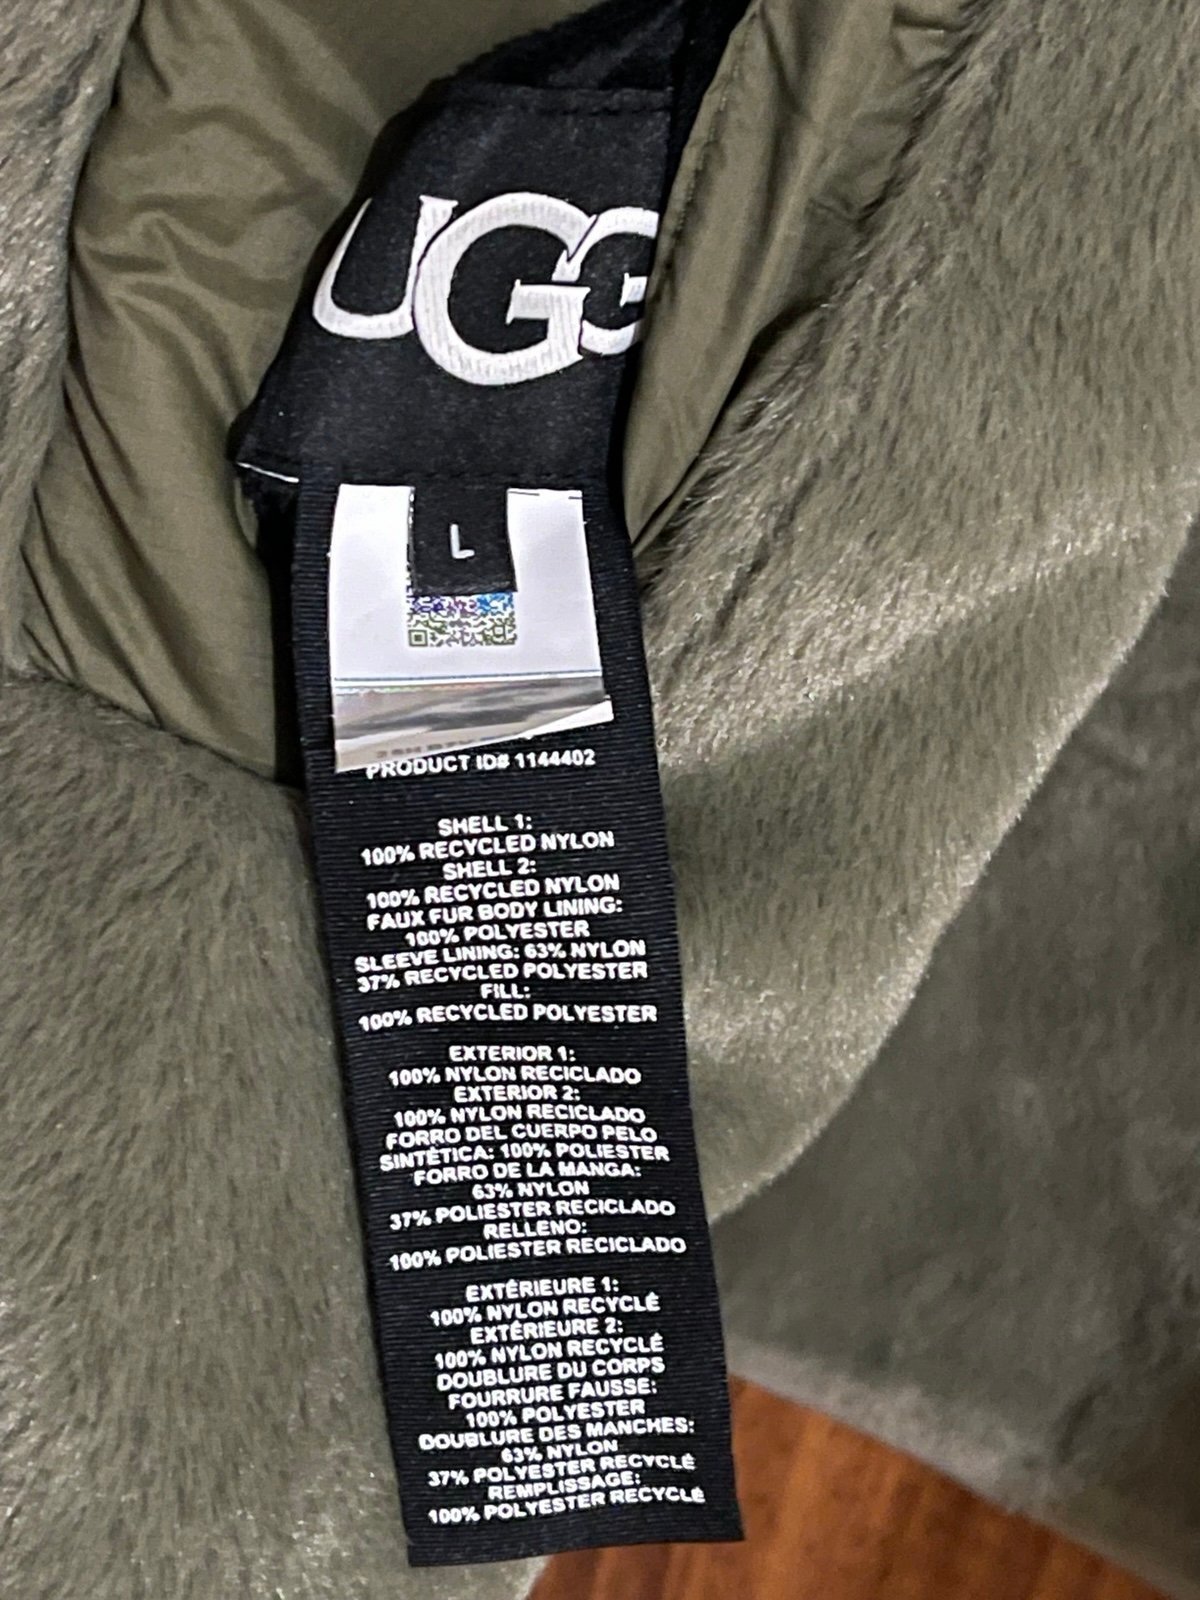 UGG
L
PRODUCT ID# 1144402
SHELL 1:
100% RECYCLED NYLON
SHELL 2:
100% RECYCLED NYLON
FAUX FUR BODY LINING:
100% POLYESTER
SLEEVE LINING: 63% NYLON
37% RECYCLED POLYESTER
FILL:
100% RECYCLED POLYESTER
EXTERIOR 1:
100% NYLON RECICLADO
EXTERIOR 2:
100% NYLON RECICLADO
FORRO DEL CUERPO PELO
SINTÉTICA: 100% POLIESTER
FORRO DE LA MANGA:
63% NYLON
37% POLIESTER RECICLADO
RELLENO:
100% POLIESTER RECICLADO
EXTÉRIEURE 1:
100% NYLON RECYCLÉ
EXTÉRIEURE 2:
100% NYLON RECYCLÉ
DOUBLURE DU CORPS
FOURRURE FAUSSE:
100% POLYESTER
DOUBLURE DES MANCHES:
63% NYLON
37% POLYESTER RECYCLÉ
REMPLISSAGE:
100% POLYESTER RECYCLÉ